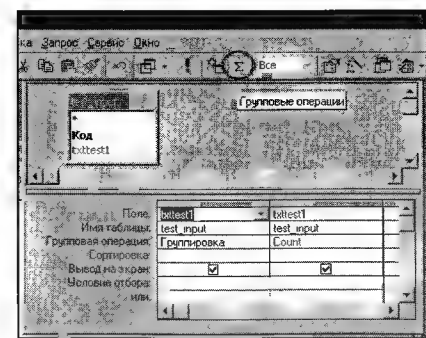 Запрос Сервис Окно
Все
Групповые операции
*
Код
txttest1
Поле: txttest1 txttest1
Имя таблицы: test_input test_input
Групповая операция: Группировка Count
Сортировка:
Вывод на экран:
Условие отбора:
или: